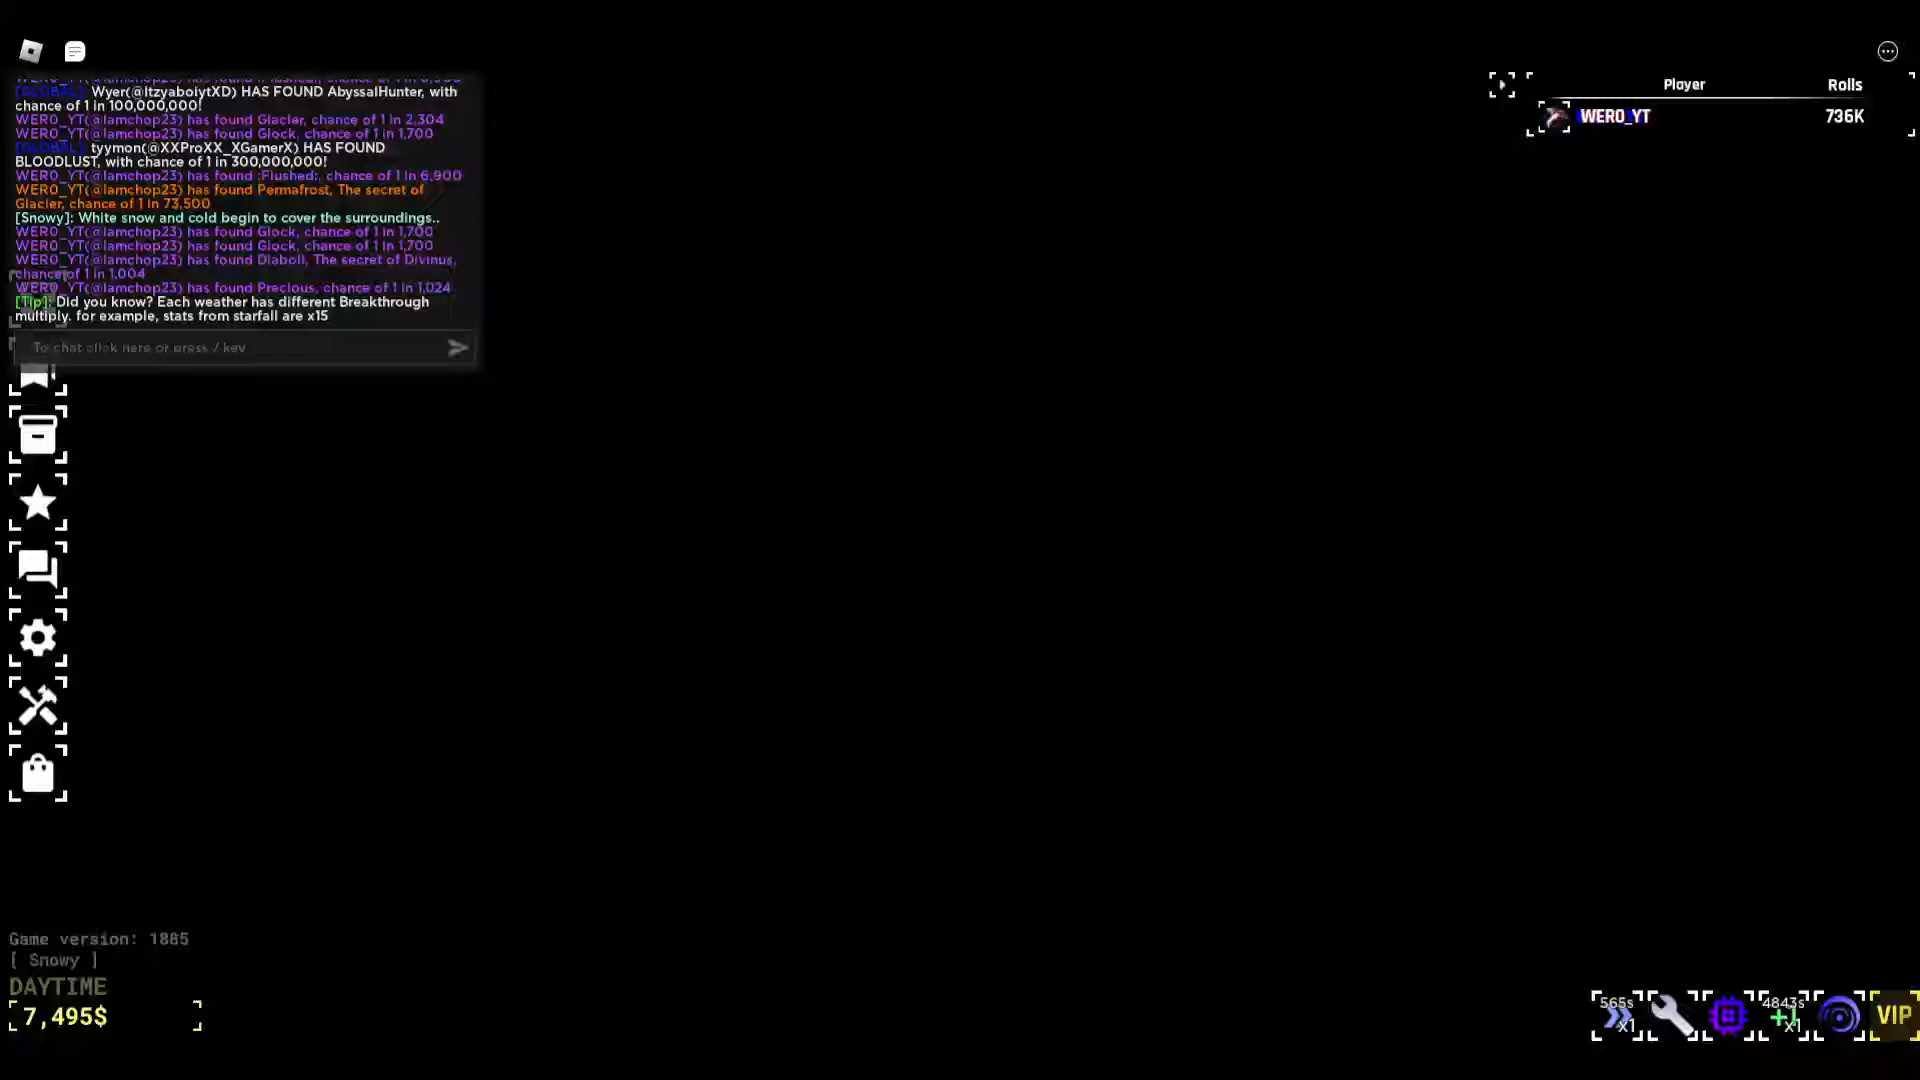 [GLOBAL]: Wyer(@ItzyaboiytXD) HAS FOUND AbyssalHunter, with
chance of 1 in 100,000,000!
WERO_YT(@lamchop23) has found Glacier, chance of 1 in 2,304
WERO_YT(@lamchop23) has found Glock, chance of 1 in 1,700
[GLOBAL]: tyymon(@XXProXX_XGamerX) HAS FOUND
BLOODLUST, with chance of 1 in 300,000,000!
WERO_YT(@lamchop23) has found :Flushed:, chance of 1 in 6,900
WERO_YT(@lamchop23) has found Permafrost, The secret of
Glacier, chance of 1 in 73,500
[Snowy]: White snow and cold begin to cover the surroundings..
WERO_YT(@lamchop23) has found Glock, chance of 1 in 1,700
WERO_YT(@lamchop23) has found Glock, chance of 1 in 1,700
WERO_YT(@lamchop23) has found Diaboli, The secret of Divinus,
chance of 1 in 1,004
WERO_YT(@lamchop23) has found Precious, chance of 1 in 1,024
[Tip]: Did you know? Each weather has different Breakthrough
multiply. for example, stats from starfall are x15
To chat click here or press / key
Player Rolls
WERO_YT 736K
Game version: 1885
[ Snowy ]
DAYTIME
7,495$
565s
x1
4843s
+1
x1
VIP